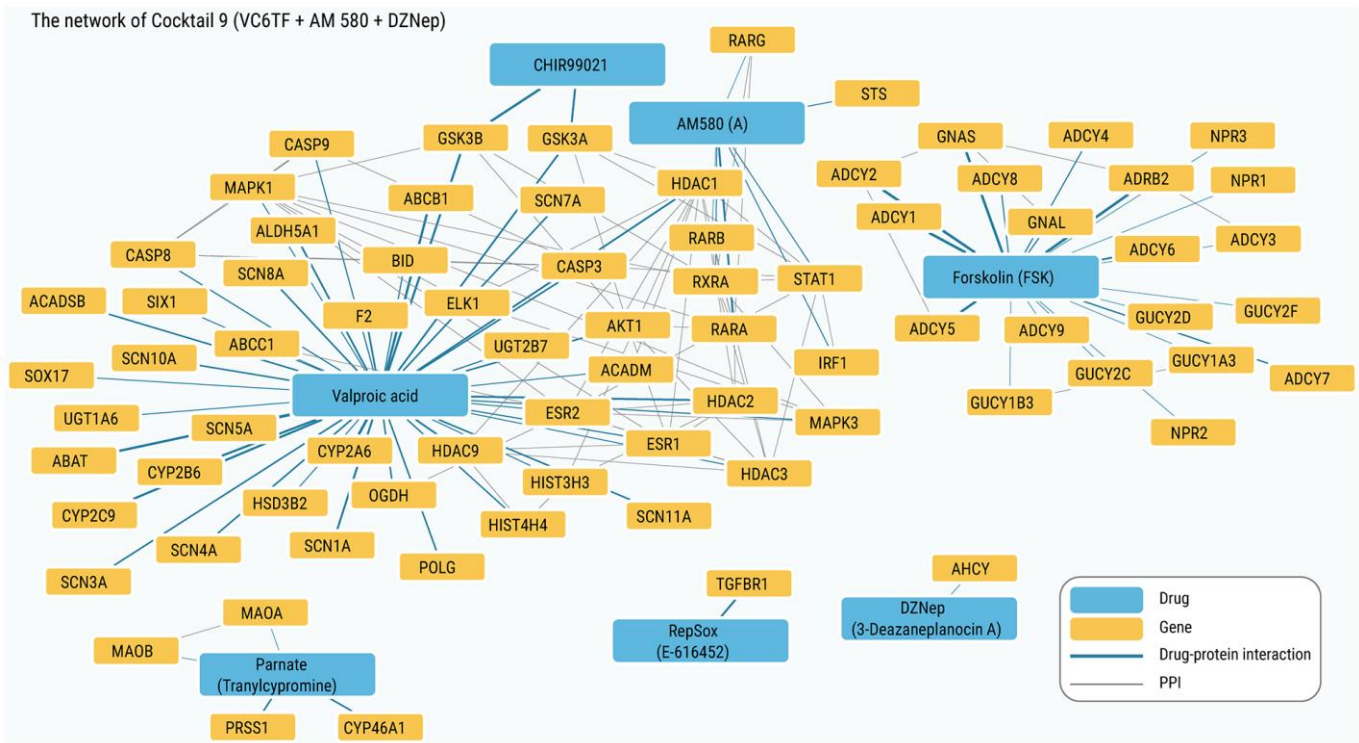 The network of Cocktail 9 (VC6TF + AM 580 + DZNep)
RARG
CHIR99021
STS
AM580 (A)
CASP9
GSK3B
GSK3A
GNAS
ADCY4
NPR3
MAPK1
ABCB1
SCN7A
HDAC1
ADCY2
ADCY8
ADRB2
NPR1
ALDH5A1
ADCY1
GNAL
CASP8
BID
CASP3
RARB
ADCY6
ADCY3
SCN8A
RXRA
STAT1
Forskolin (FSK)
ACADSB
SIX1
F2
ELK1
AKT1
RARA
ADCY5
ADCY9
GUCY2D
GUCY2F
ABCC1
UGT2B7
SCN10A
ACADM
IRF1
GUCY2C
GUCY1A3
ADCY7
SOX17
Valproic acid
HDAC2
GUCY1B3
UGT1A6
SCN5A
ESR2
MAPK3
NPR2
ABAT
CYP2B6
CYP2A6
HDAC9
ESR1
HDAC3
HIST3H3
CYP2C9
HSD3B2
OGDH
HIST4H4
SCN11A
SCN4A
SCN1A
POLG
SCN3A
TGFBR1
AHCY
MAOA
RepSox
(E-616452)
DZNep
(3-Deazaneplanocin A)
MAOB
Parnate
(Tranylcypromine)
PRSS1
CYP46A1
Drug
Gene
Drug-protein interaction
PPI